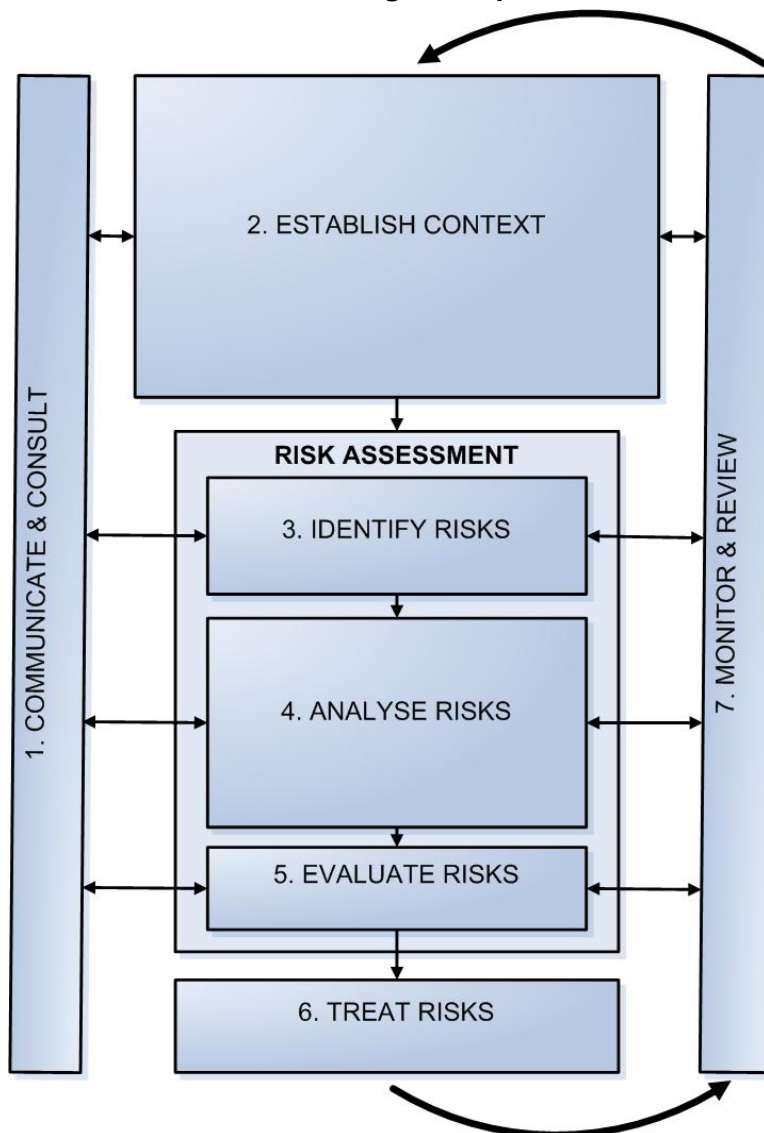 2. ESTABLISH CONTEXT
RISK ASSESSMENT
3. IDENTIFY RISKS
4. ANALYSE RISKS
5. EVALUATE RISKS
6. TREAT RISKS
1. COMMUNICATE & CONSULT
7. MONITOR & REVIEW